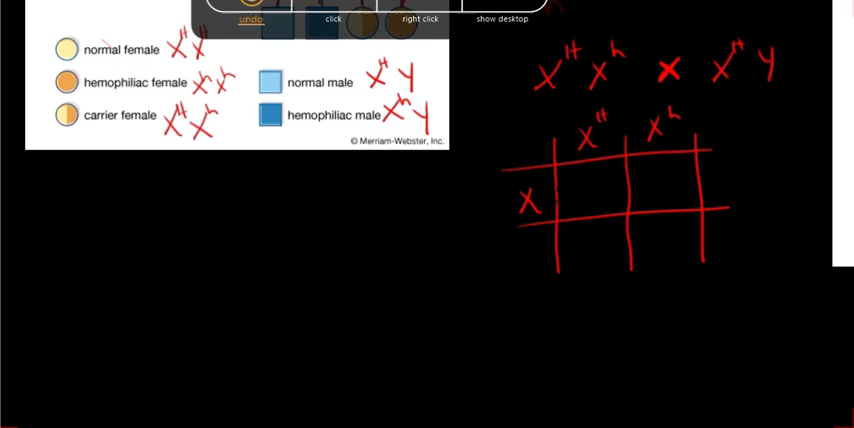 undo click right click show desktop
normal female X^H X^H
hemophiliac female X^h X^h normal male X^H Y
carrier female X^H X^h hemophiliac male X^h Y
© Merriam-Webster, Inc.
X^H X^h × X^H Y
X^H X^h
X